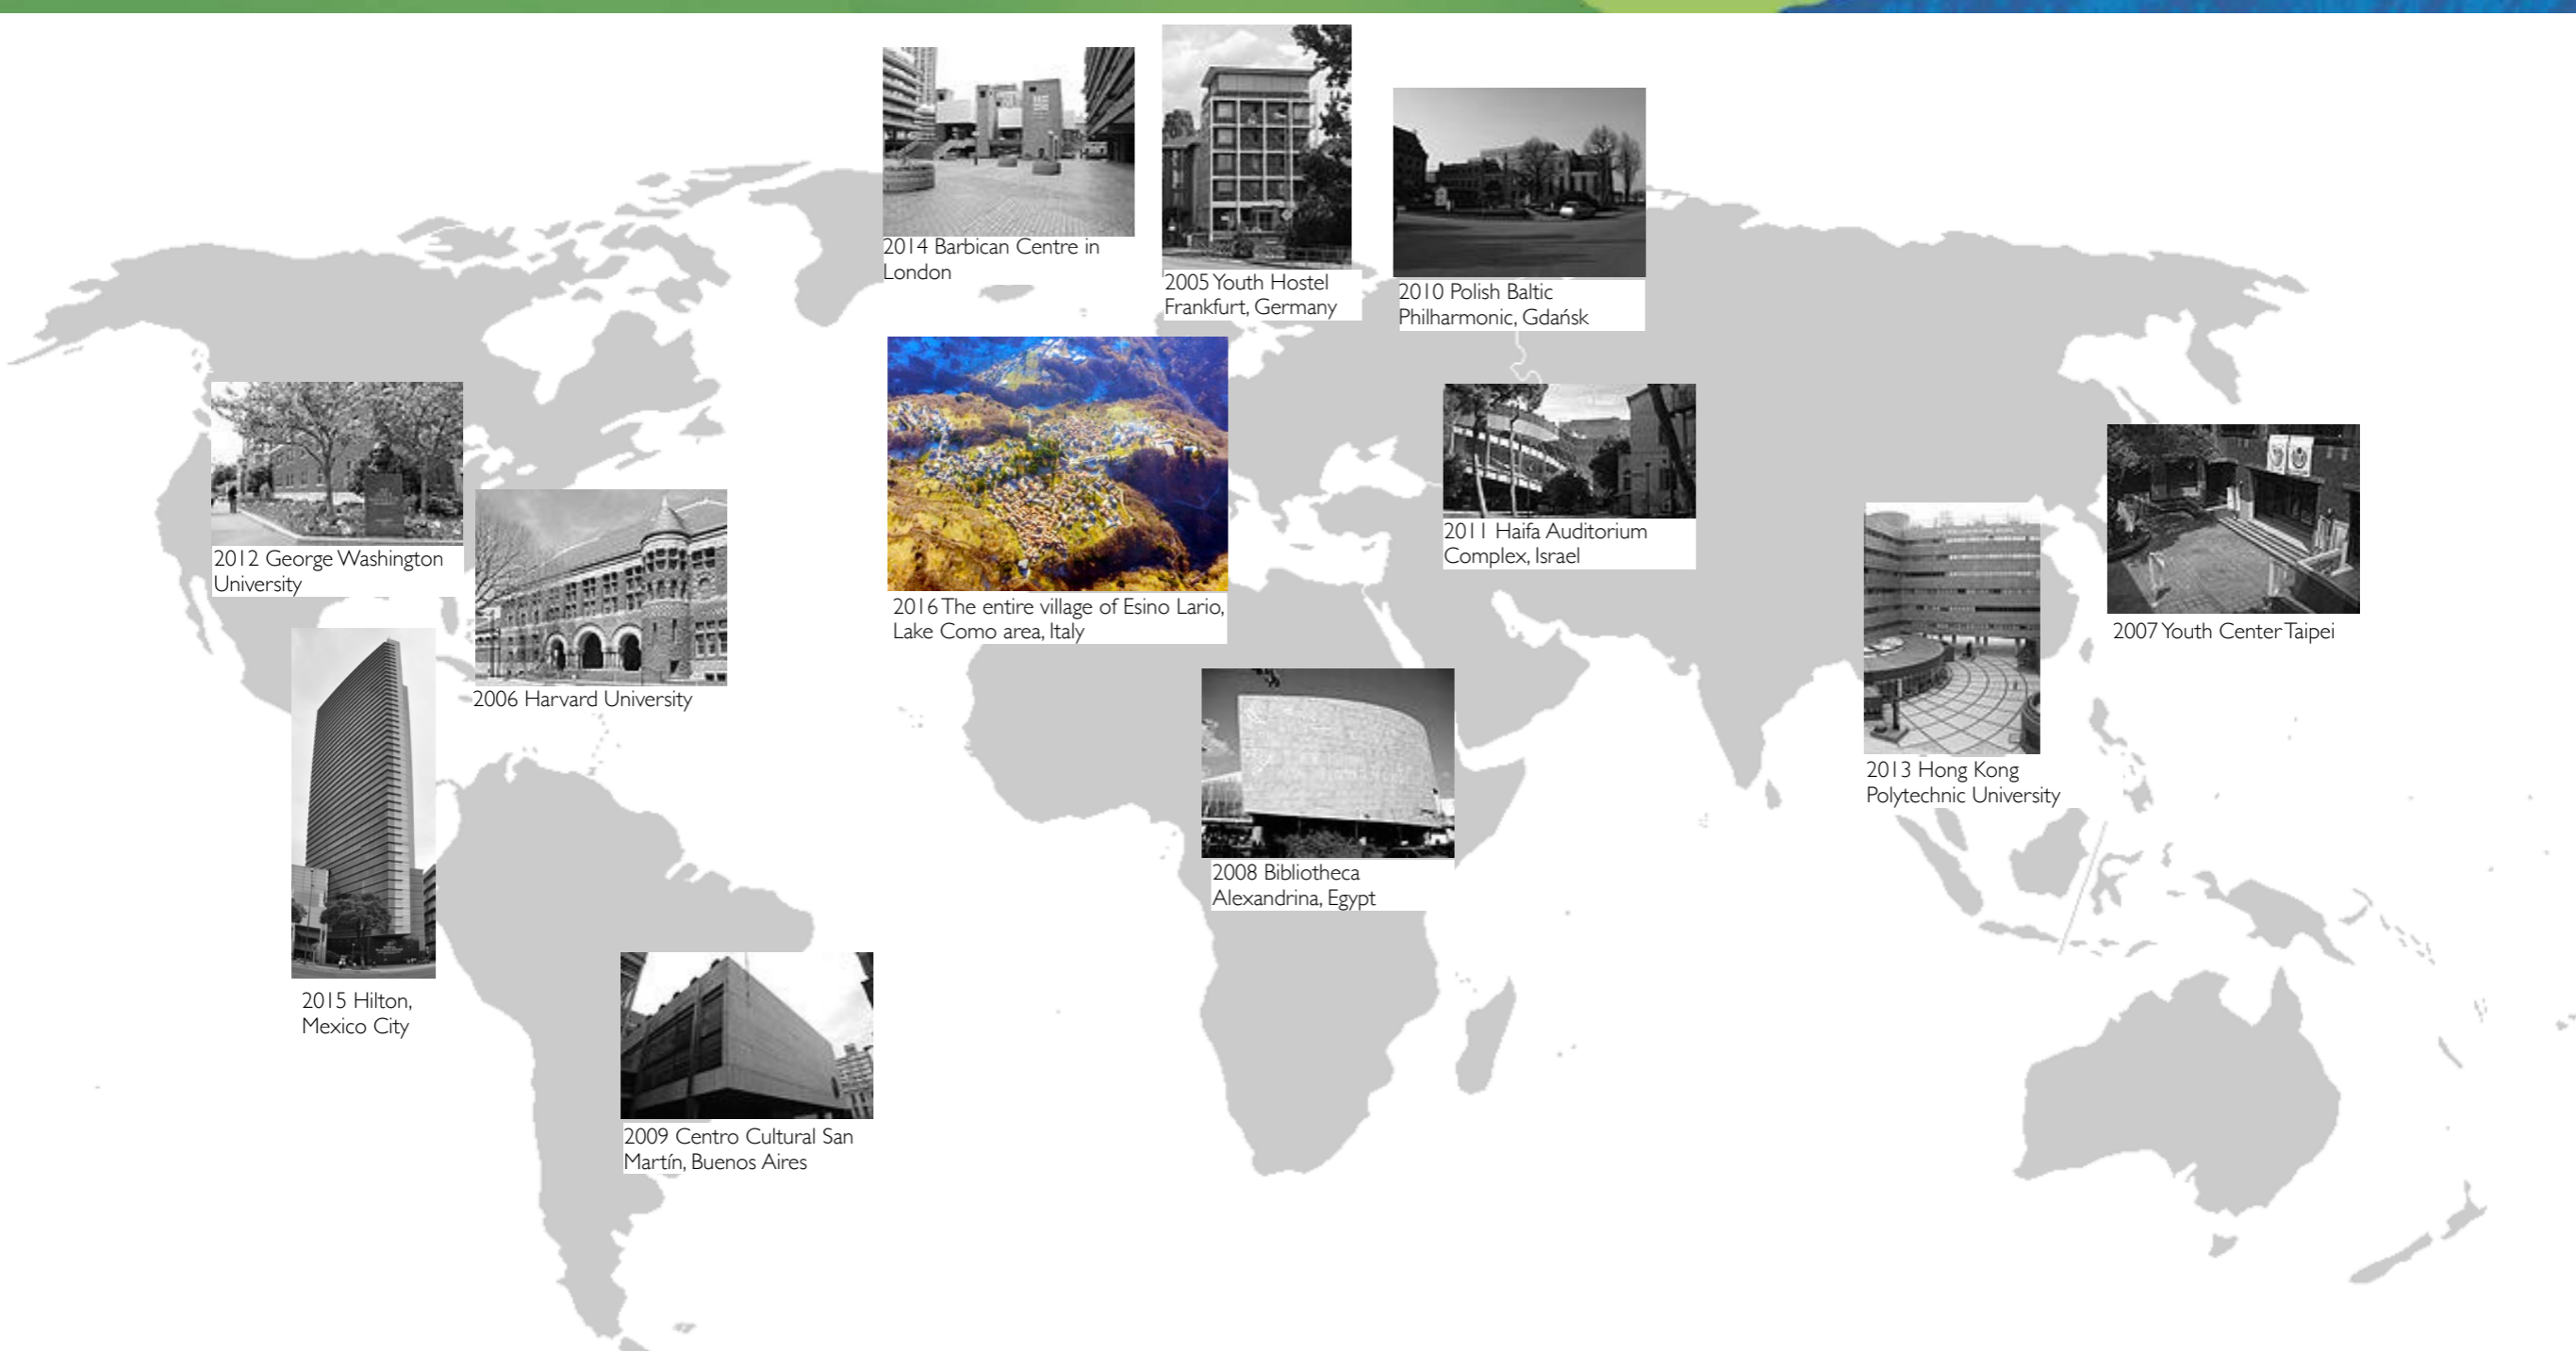 2014 Barbican Centre in
London
2005 Youth Hostel
Frankfurt, Germany
2010 Polish Baltic
Philharmonic, Gdańsk
2012 George Washington
University
2006 Harvard University
2016 The entire village of Esino Lario,
Lake Como area, Italy
2011 Haifa Auditorium
Complex, Israel
2007 Youth Center Taipei
2013 Hong Kong
Polytechnic University
2015 Hilton,
Mexico City
2008 Bibliotheca
Alexandrina, Egypt
2009 Centro Cultural San
Martín, Buenos Aires